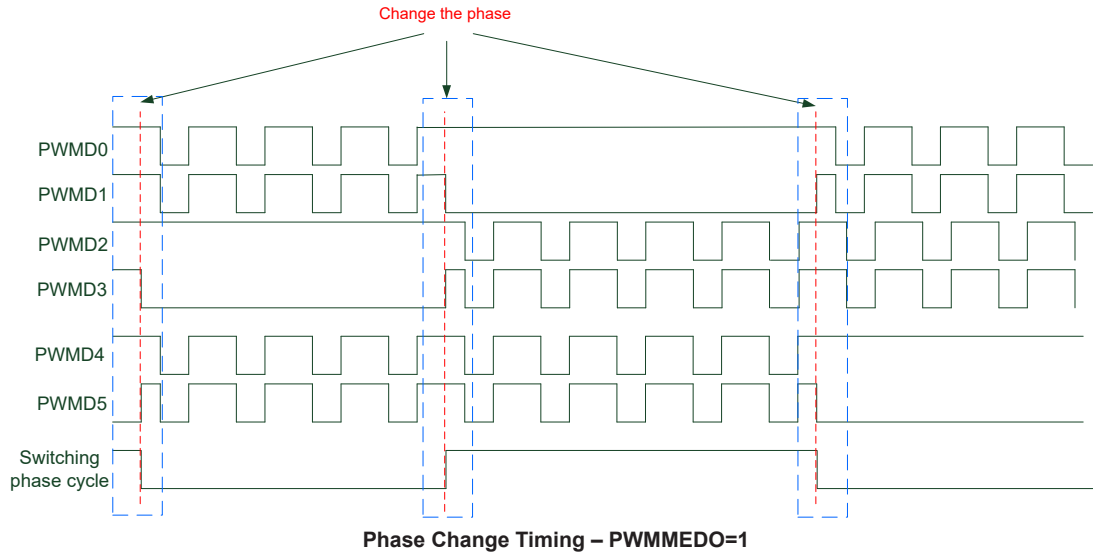 Change the phase
PWMD0
PWMD1
PWMD2
PWMD3
PWMD4
PWMD5
Switching
phase cycle
Phase Change Timing – PWMMEDO=1